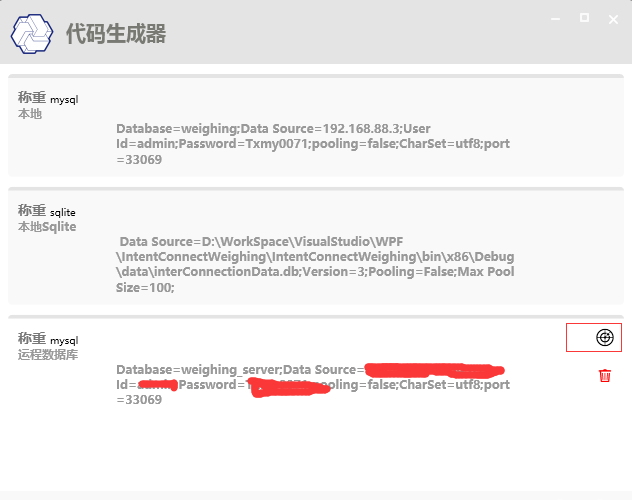 代码生成器
称重 mysql
本地
Database=weighing;Data Source=192.168.88.3;User
Id=admin;Password=Txmy0071;pooling=false;CharSet=utf8;port
=33069
称重 sqlite
本地Sqlite
Data Source=D:\WorkSpace\VisualStudio\WPF
\IntentConnectWeighing\IntentConnectWeighing\bin\x86\Debug
\data\interConnectionData.db;Version=3;Pooling=False;Max Pool
Size=100;
称重 mysql
运程数据库
Database=weighing_server;Data Source=
Id= Password= pooling=false;CharSet=utf8;port
=33069